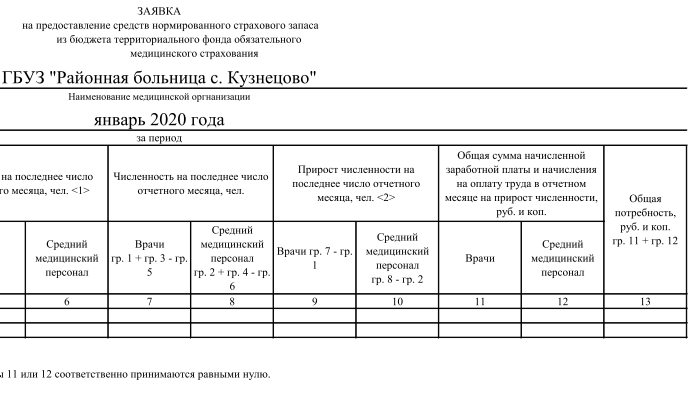 ЗАЯВКА
на предоставление средств нормированного страхового запаса
из бюджета территориального фонда обязательного
медицинского страхования
ГБУЗ "Районная больница с. Кузнецово"
Наименование медицинской оргнанизации
январь 2020 года
за период
на последнее число
месяца, чел. <1>
Численность на последнее число
отчетного месяца, чел.
Прирост численности на
последнее число отчетного
месяца, чел. <2>
Общая сумма начисленной
заработной платы и начисления
на оплату труда в отчетном
месяце на прирост численности,
руб. и коп.
Общая
потребность,
руб. и коп.
гр. 11 + гр. 12
Средний
медицинский
персонал
Врачи
гр. 1 + гр. 3 - гр.
5
Средний
медицинский
персонал
гр. 2 + гр. 4 - гр.
6
Врачи гр. 7 - гр.
1
Средний
медицинский
персонал
гр. 8 - гр. 2
Врачи
Средний
медицинский
персонал
6 7 8 9 10 11 12 13
11 или 12 соответственно принимаются равными нулю.